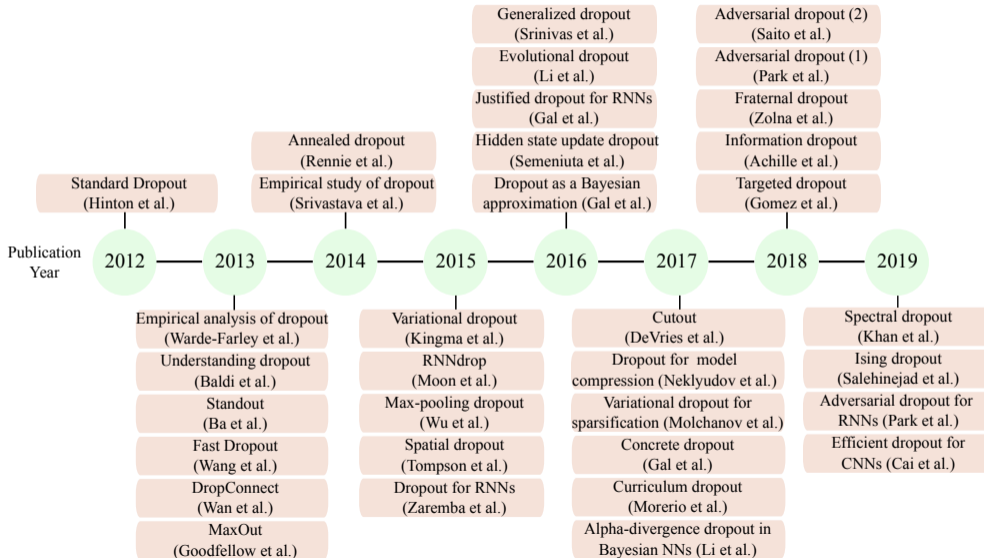 Generalized dropout
(Srinivas et al.)
Evolutional dropout
(Li et al.)
Justified dropout for RNNs
(Gal et al.)
Hidden state update dropout
(Semeniuta et al.)
Dropout as a Bayesian
approximation (Gal et al.)
Adversarial dropout (2)
(Saito et al.)
Adversarial dropout (1)
(Park et al.)
Fraternal dropout
(Zolna et al.)
Information dropout
(Achille et al.)
Targeted dropout
(Gomez et al.)
Annealed dropout
(Rennie et al.)
Empirical study of dropout
(Srivastava et al.)
Standard Dropout
(Hinton et al.)
Publication
Year
2012
2013
2014
2015
2016
2017
2018
2019
Empirical analysis of dropout
(Warde-Farley et al.)
Understanding dropout
(Baldi et al.)
Standout
(Ba et al.)
Fast Dropout
(Wang et al.)
DropConnect
(Wan et al.)
MaxOut
(Goodfellow et al.)
Variational dropout
(Kingma et al.)
RNNdrop
(Moon et al.)
Max-pooling dropout
(Wu et al.)
Spatial dropout
(Tompson et al.)
Dropout for RNNs
(Zaremba et al.)
Cutout
(DeVries et al.)
Dropout for model
compression (Neklyudov et al.)
Variational dropout for
sparsification (Molchanov et al.)
Concrete dropout
(Gal et al.)
Curriculum dropout
(Morerio et al.)
Alpha-divergence dropout in
Bayesian NNs (Li et al.)
Spectral dropout
(Khan et al.)
Ising dropout
(Salehinejad et al.)
Adversarial dropout for
RNNs (Park et al.)
Efficient dropout for
CNNs (Cai et al.)